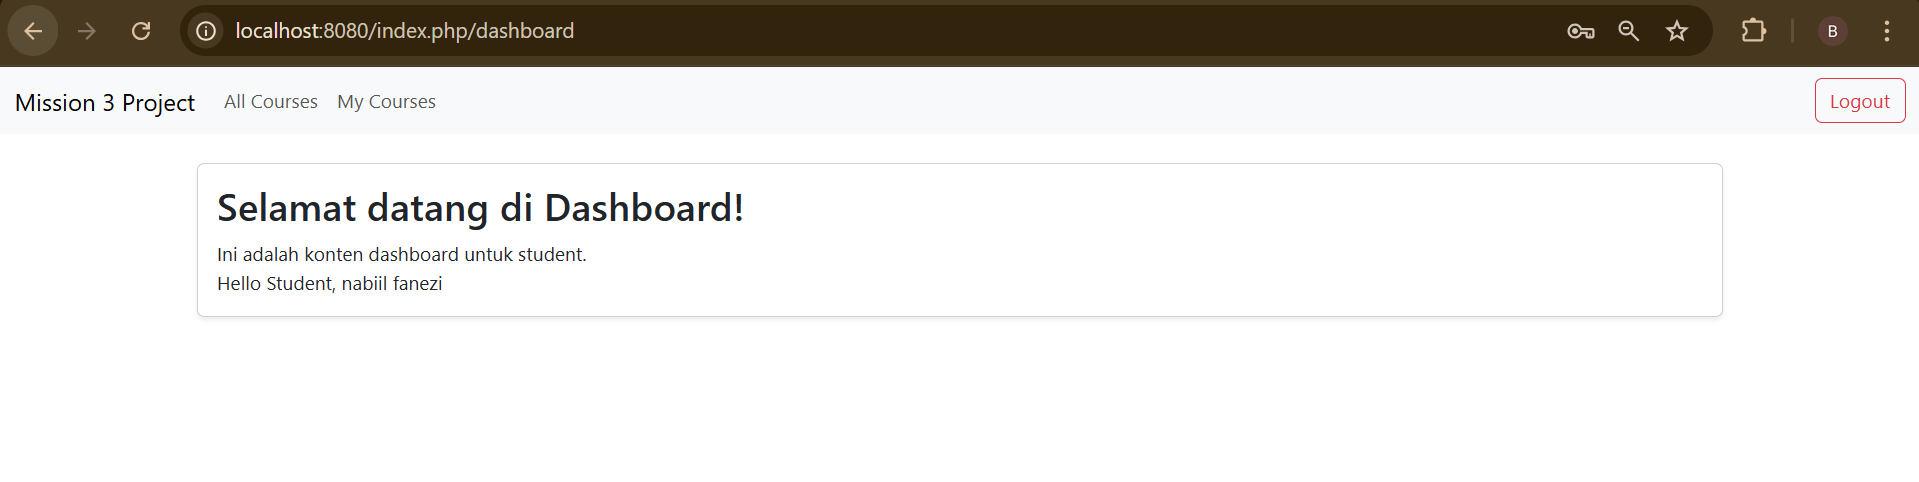 localhost:8080/index.php/dashboard
B
Mission 3 Project All Courses My Courses Logout
Selamat datang di Dashboard!
Ini adalah konten dashboard untuk student.
Hello Student, nabiil fanezi